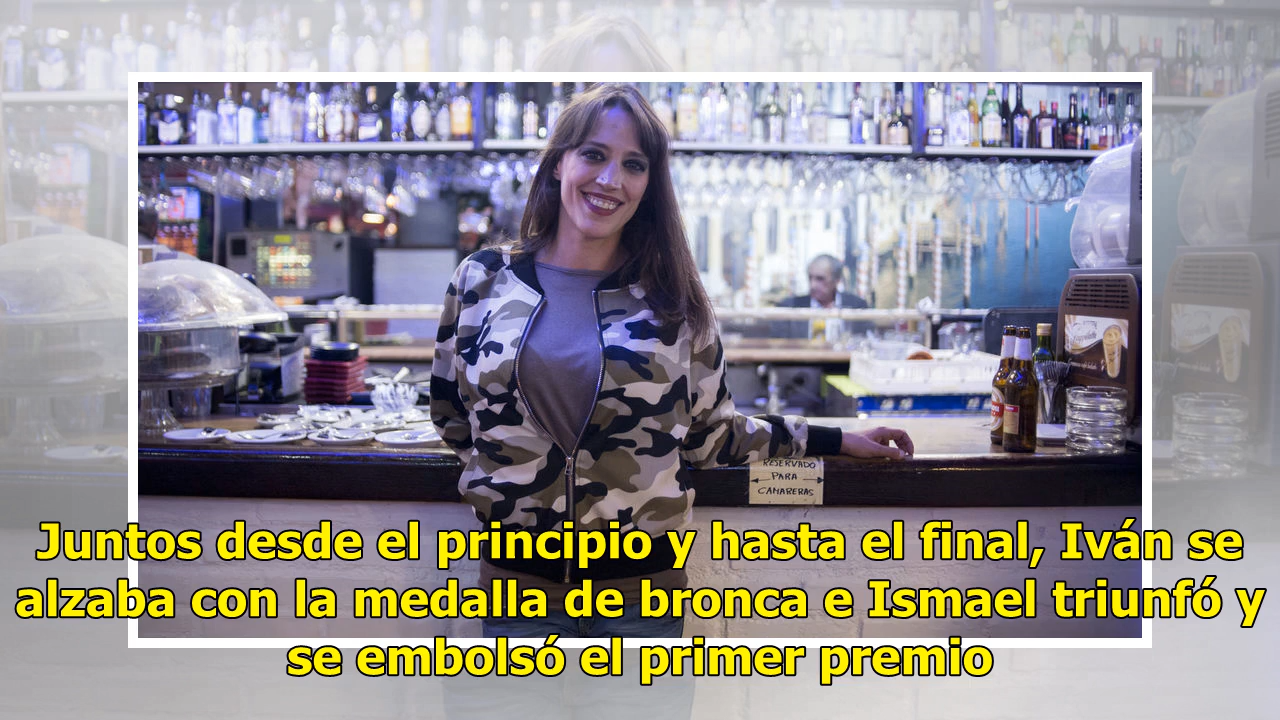 RESERVADO
PARA
CAMARERAS
Juntos desde el principio y hasta el final, Iván se
alzaba con la medalla de bronca e Ismael triunfó y
se embolsó el primer premio